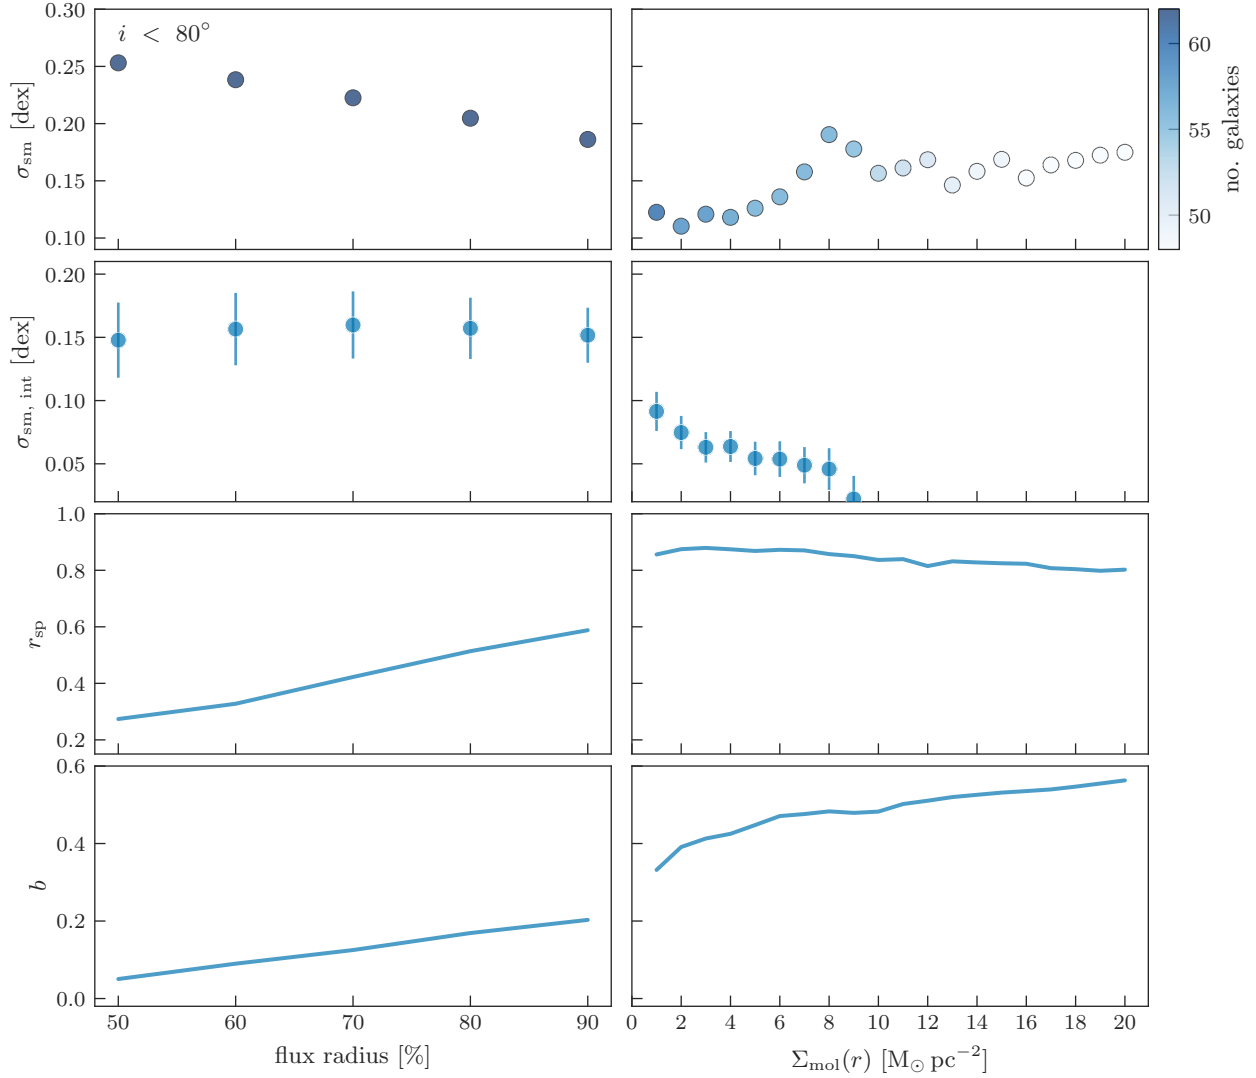 i < 80°
σsm [dex]
0.30
0.25
0.20
0.15
0.10
no. galaxies
60
55
50
σsm, int [dex]
0.20
0.15
0.10
0.05
rsp
1.0
0.8
0.6
0.4
0.2
b
0.6
0.4
0.2
0.0
50 60 70 80 90
flux radius [%]
0 2 4 6 8 10 12 14 16 18 20
Σmol(r) [M⊙ pc⁻²]